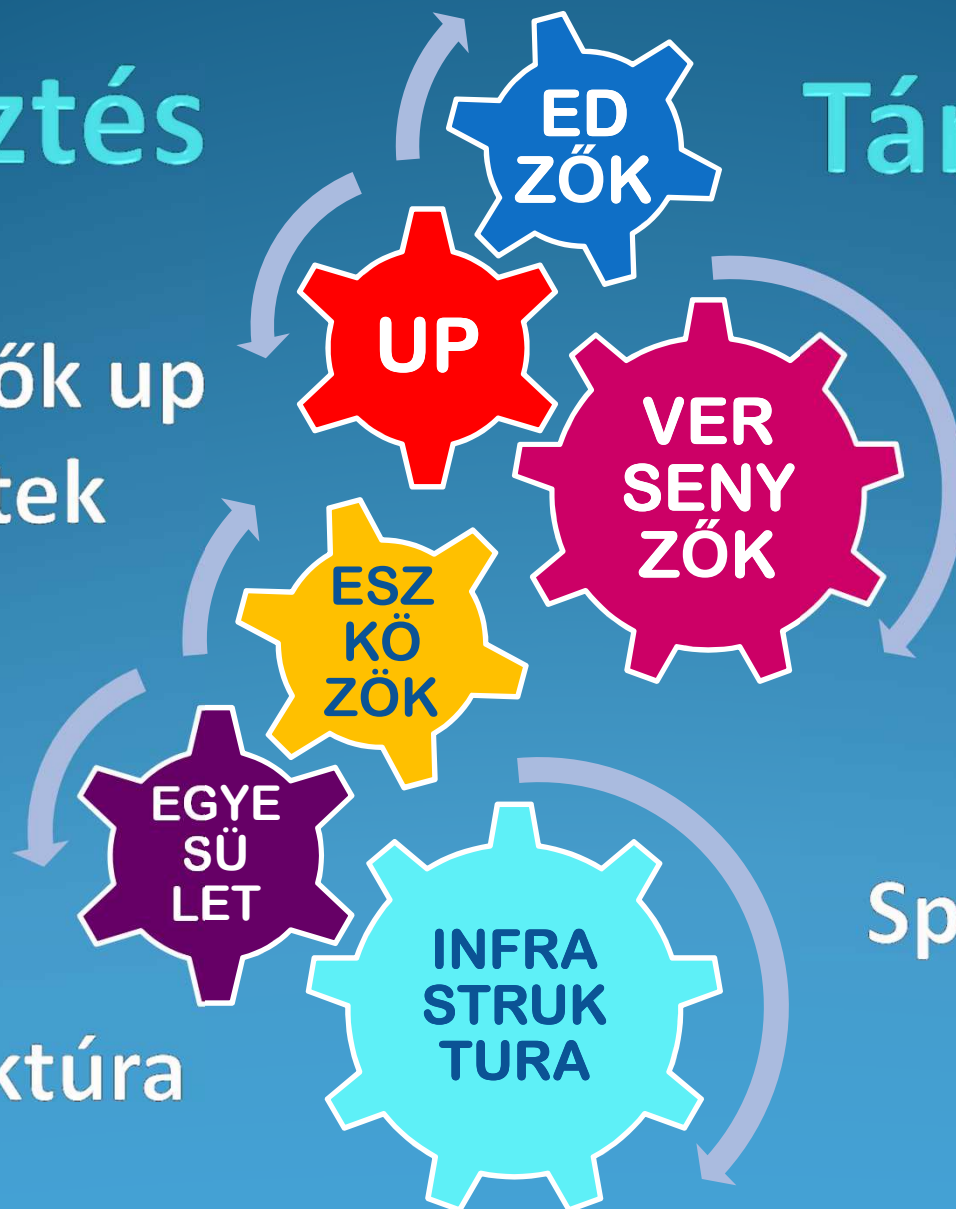 ztés
Tár
ED
ZŐK
UP
ők up
tek
VER
SENY
ZŐK
ESZ
KÖ
ZÖK
EGYE
SÜ
LET
Sp
INFRA
STRUK
TURA
ktúra